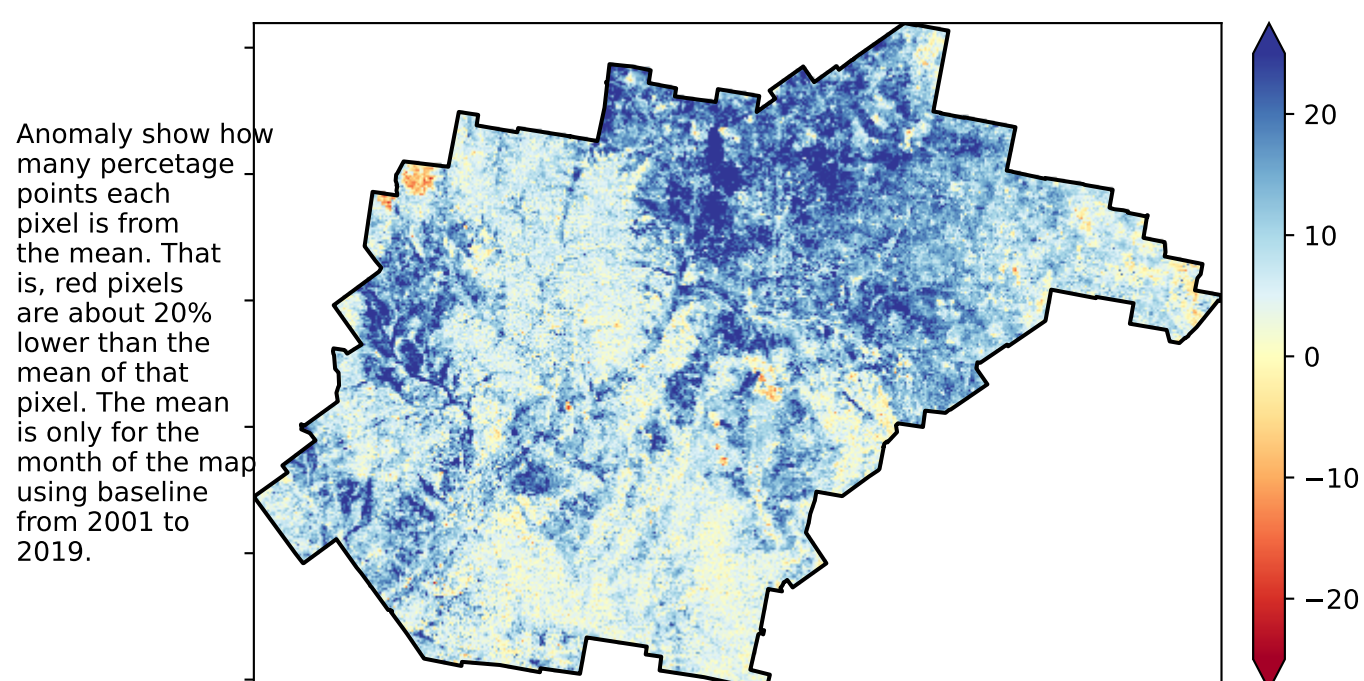 Anomaly show how
many percetage
points each
pixel is from
the mean. That
is, red pixels
are about 20%
lower than the
mean of that
pixel. The mean
is only for the
month of the map
using baseline
from 2001 to
2019.
20
10
0
−10
−20